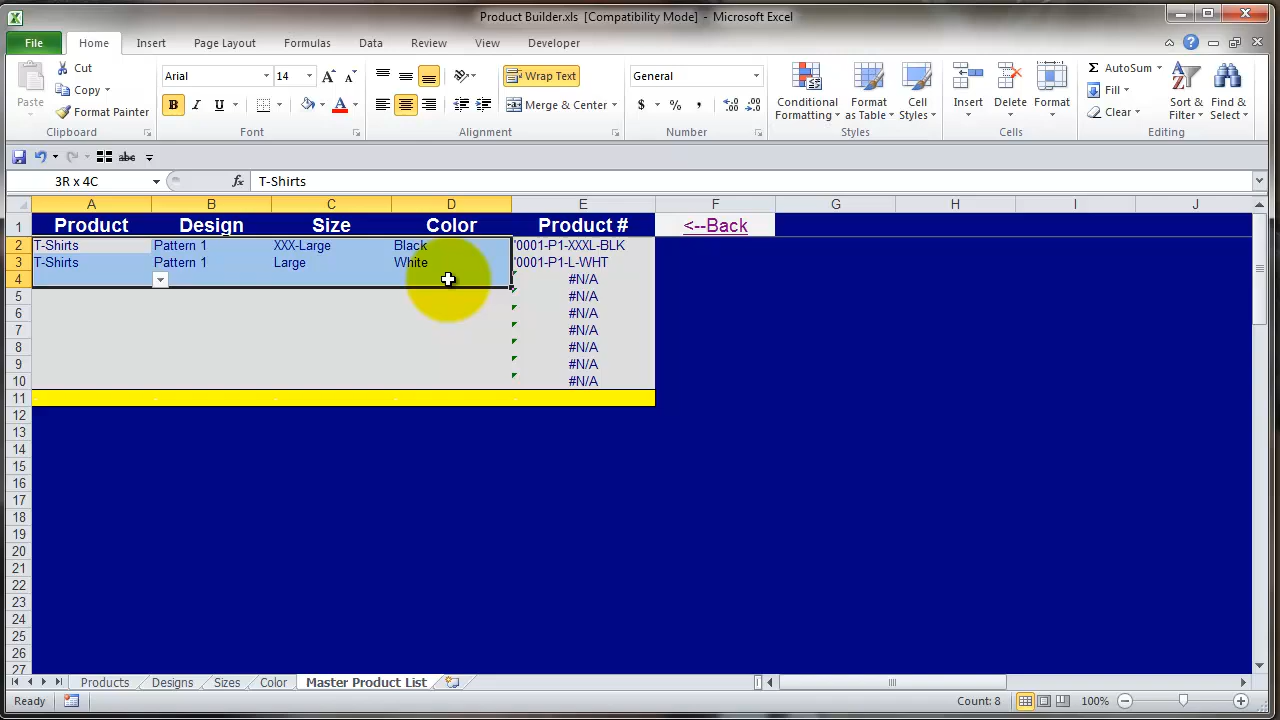 Product Builder.xls [Compatibility Mode] - Microsoft Excel
File Home Insert Page Layout Formulas Data Review View Developer
Paste Cut Copy Format Painter Clipboard
Arial 14 B I U A Font
Wrap Text Merge & Center Alignment
General $ % , Number
Conditional Formatting Format as Table Cell Styles Styles
Insert Delete Format Cells
Σ AutoSum Fill Clear Sort & Filter Find & Select Editing
abc
3R x 4C fx T-Shirts
A B C D E F G H I J
1 Product Design Size Color Product # <--Back
2 T-Shirts Pattern 1 XXX-Large Black '0001-P1-XXXL-BLK
3 T-Shirts Pattern 1 Large White '0001-P1-L-WHT
4 #N/A
5 #N/A
6 #N/A
7 #N/A
8 #N/A
9 #N/A
10 #N/A
11
12
13
14
15
16
17
18
19
20
21
22
23
24
25
26
27
Products Designs Sizes Color Master Product List
Ready Count: 8 100%